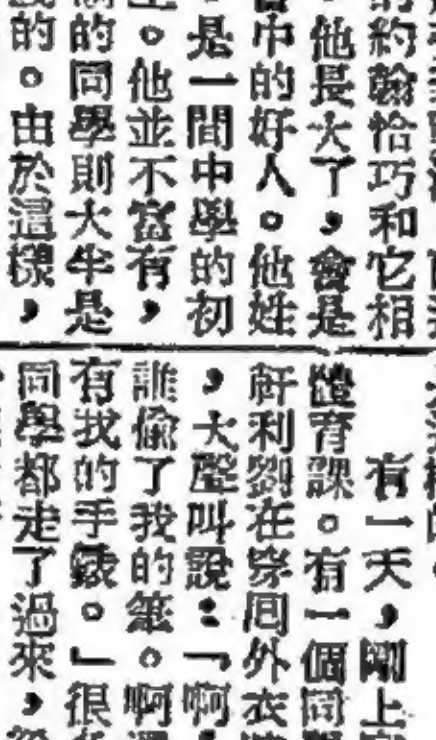 的約翰恰巧和它相
他長大了，會是
中的好人。他姓
是一間中學的初
。他並不富有，
的同學則大半是
的。由於這樣，
有一天，剛上
體育課。有一個同
軒利劉在穿回外衣
，大聲叫說：「啊
誰偷了我的筆。啊
有我的手錶。」很
同學都走了過來，